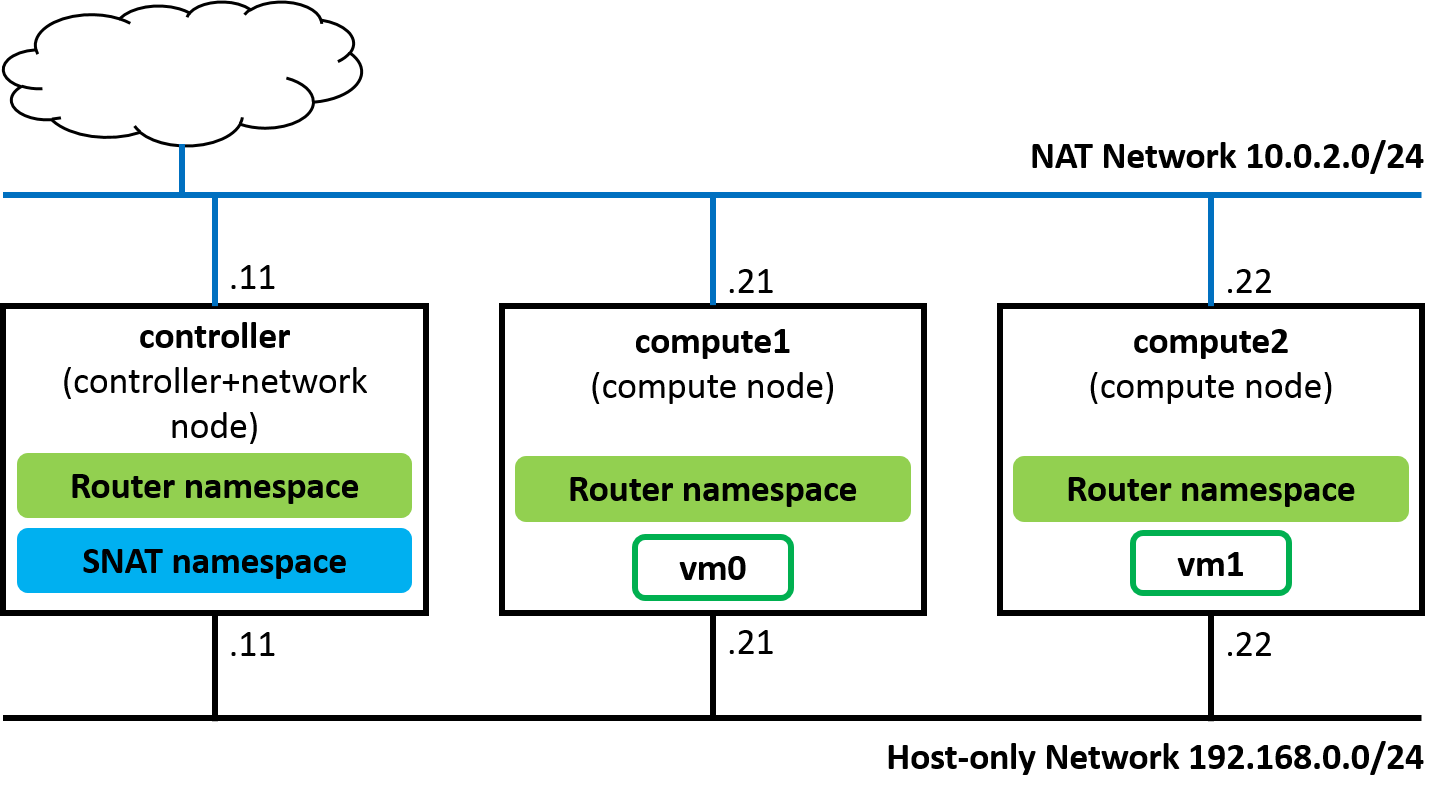 NAT Network 10.0.2.0/24
.11
.21
.22
controller
(controller+network
node)
Router namespace
SNAT namespace
compute1
(compute node)
Router namespace
vm0
compute2
(compute node)
Router namespace
vm1
.11
.21
.22
Host-only Network 192.168.0.0/24